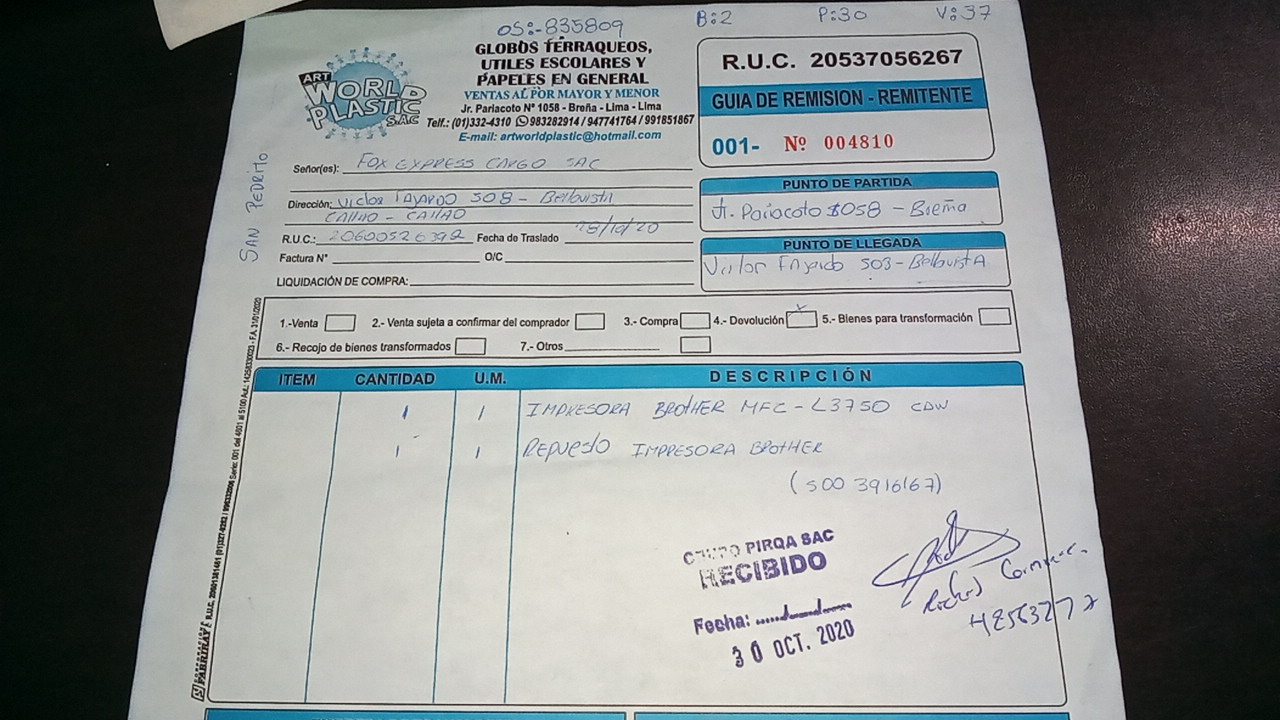 OS:-835809
B:2 P:30 V:37
ART
WORLD
PLASTIC
S.A.C
GLOBOS TERRAQUEOS,
UTILES ESCOLARES Y
PAPELES EN GENERAL
VENTAS AL POR MAYOR Y MENOR
Jr. Pariacoto Nº 1058 - Breña - Lima - Lima
Telf.: (01)332-4310 983282914 / 947741764 / 991851867
E-mail: artworldplastic@hotmail.com
R.U.C. 20537056267
GUIA DE REMISION - REMITENTE
001- Nº 004810
SAN PEDRITO
Señor(es): FOX EXPRESS CARGO SAC
Dirección: Victor FAJARDO 508 - Bellavista
CALLAO - CALLAO
R.U.C.: 20600526392 Fecha de Traslado 28/10/20
Factura Nº O/C
LIQUIDACIÓN DE COMPRA:
PUNTO DE PARTIDA
Jr. Pariacoto 1058 - Breña
PUNTO DE LLEGADA
Victor Fajardo 503 - Bellavista
1.-Venta 2.- Venta sujeta a confirmar del comprador 3.- Compra 4.- Devolución 5.- Bienes para transformación
6.- Recojo de bienes transformados 7.- Otros
ITEM CANTIDAD U.M. DESCRIPCIÓN
1 1 IMPRESORA BROTHER MFC-L3750 CDW
1 1 REPUESTO IMPRESORA BROTHER
(500 3916167)
GRUPO PIRQA SAC
RECIBIDO
Fecha:
30 OCT. 2020